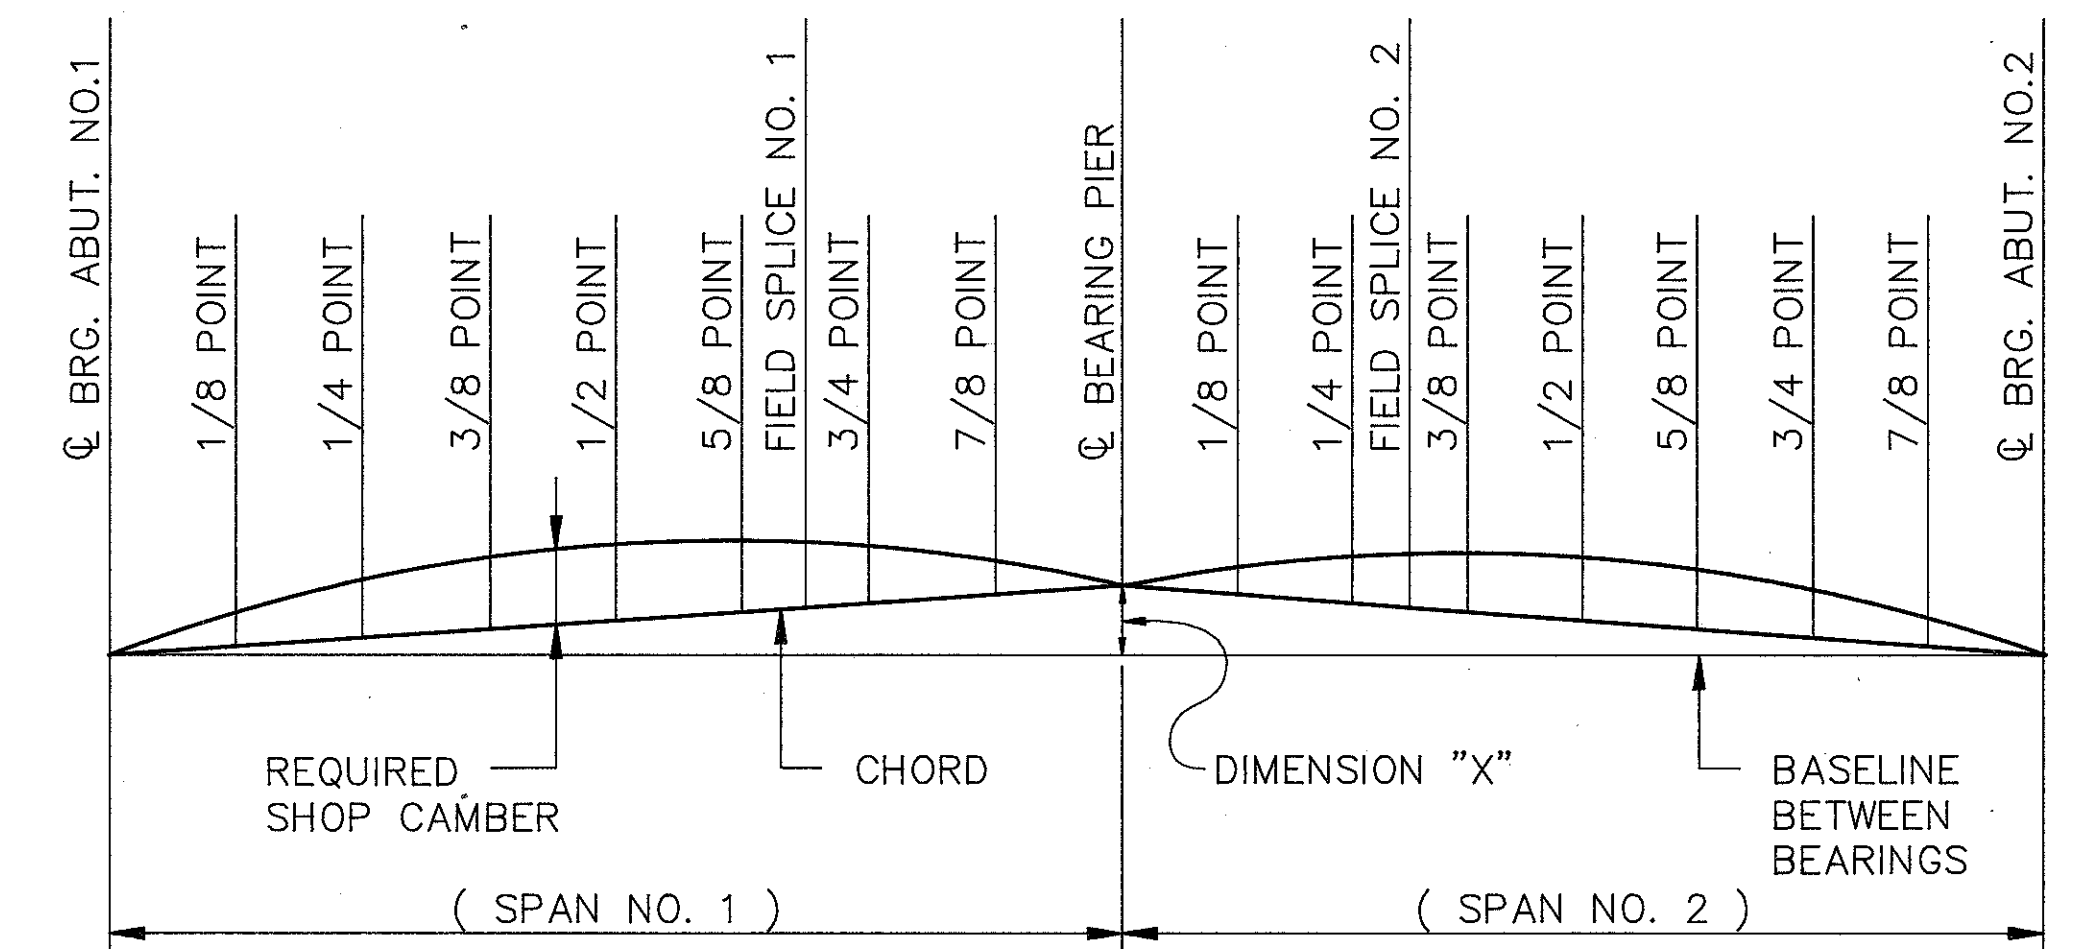 ℄ BRG. ABUT. NO.1
1/8 POINT
1/4 POINT
3/8 POINT
1/2 POINT
5/8 POINT
FIELD SPLICE NO. 1
3/4 POINT
7/8 POINT
℄ BEARING PIER
1/8 POINT
1/4 POINT
FIELD SPLICE NO. 2
3/8 POINT
1/2 POINT
5/8 POINT
3/4 POINT
7/8 POINT
℄ BRG. ABUT. NO.2
REQUIRED
SHOP CAMBER
CHORD
DIMENSION "X"
BASELINE
BETWEEN
BEARINGS
( SPAN NO. 1 )
( SPAN NO. 2 )